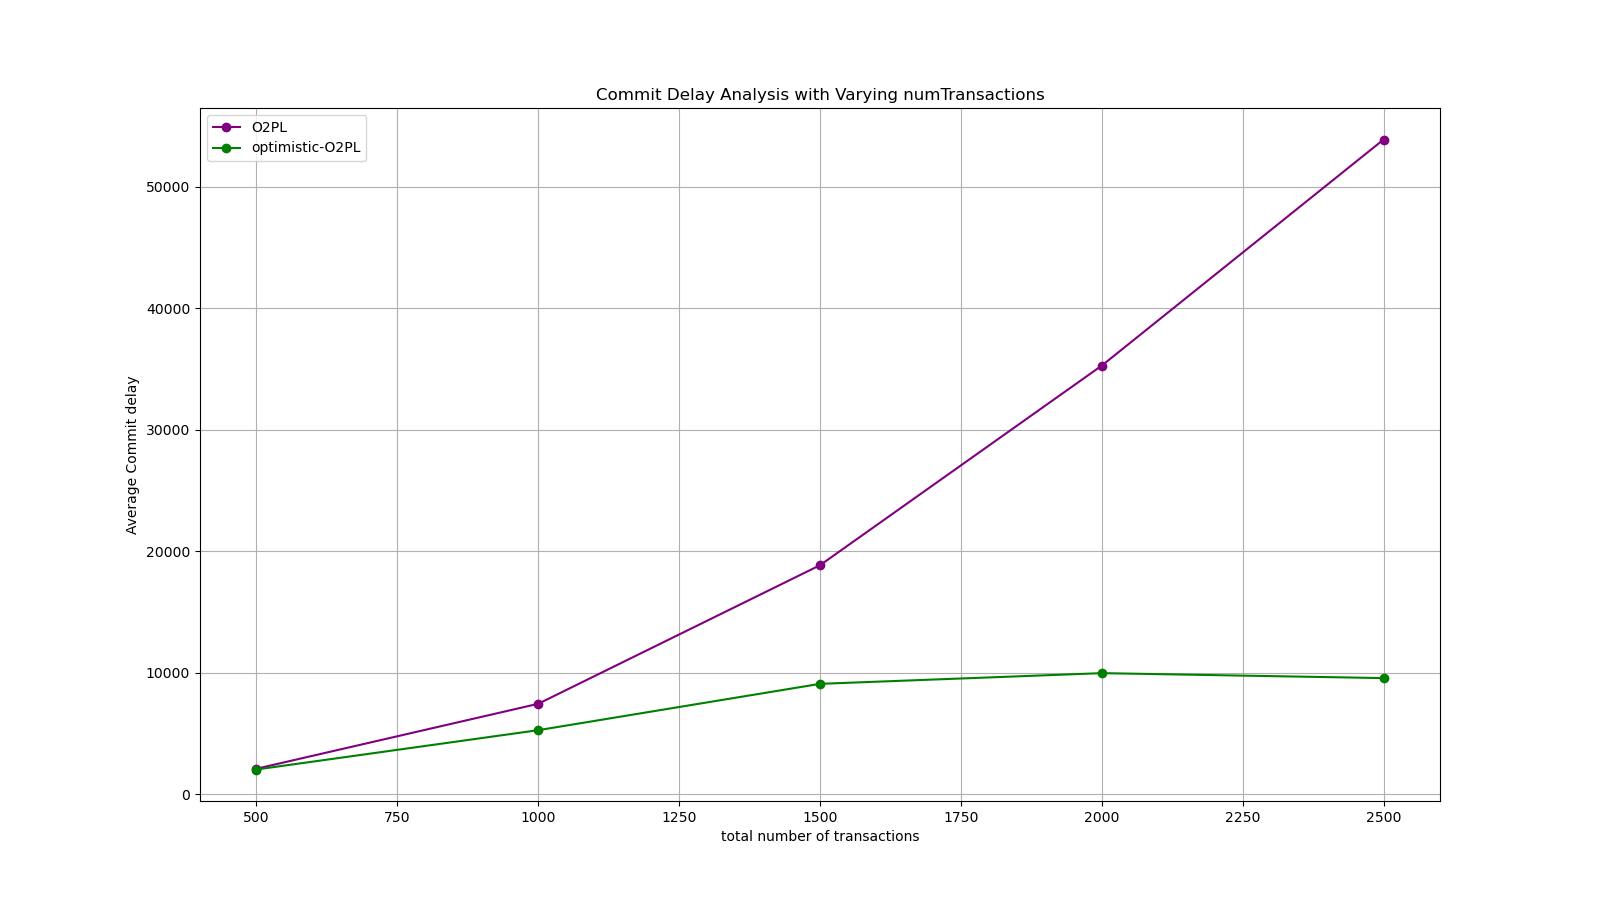 Commit Delay Analysis with Varying numTransactions
O2PL
optimistic-O2PL
50000
40000
30000
20000
10000
0
Average Commit delay
500 750 1000 1250 1500 1750 2000 2250 2500
total number of transactions